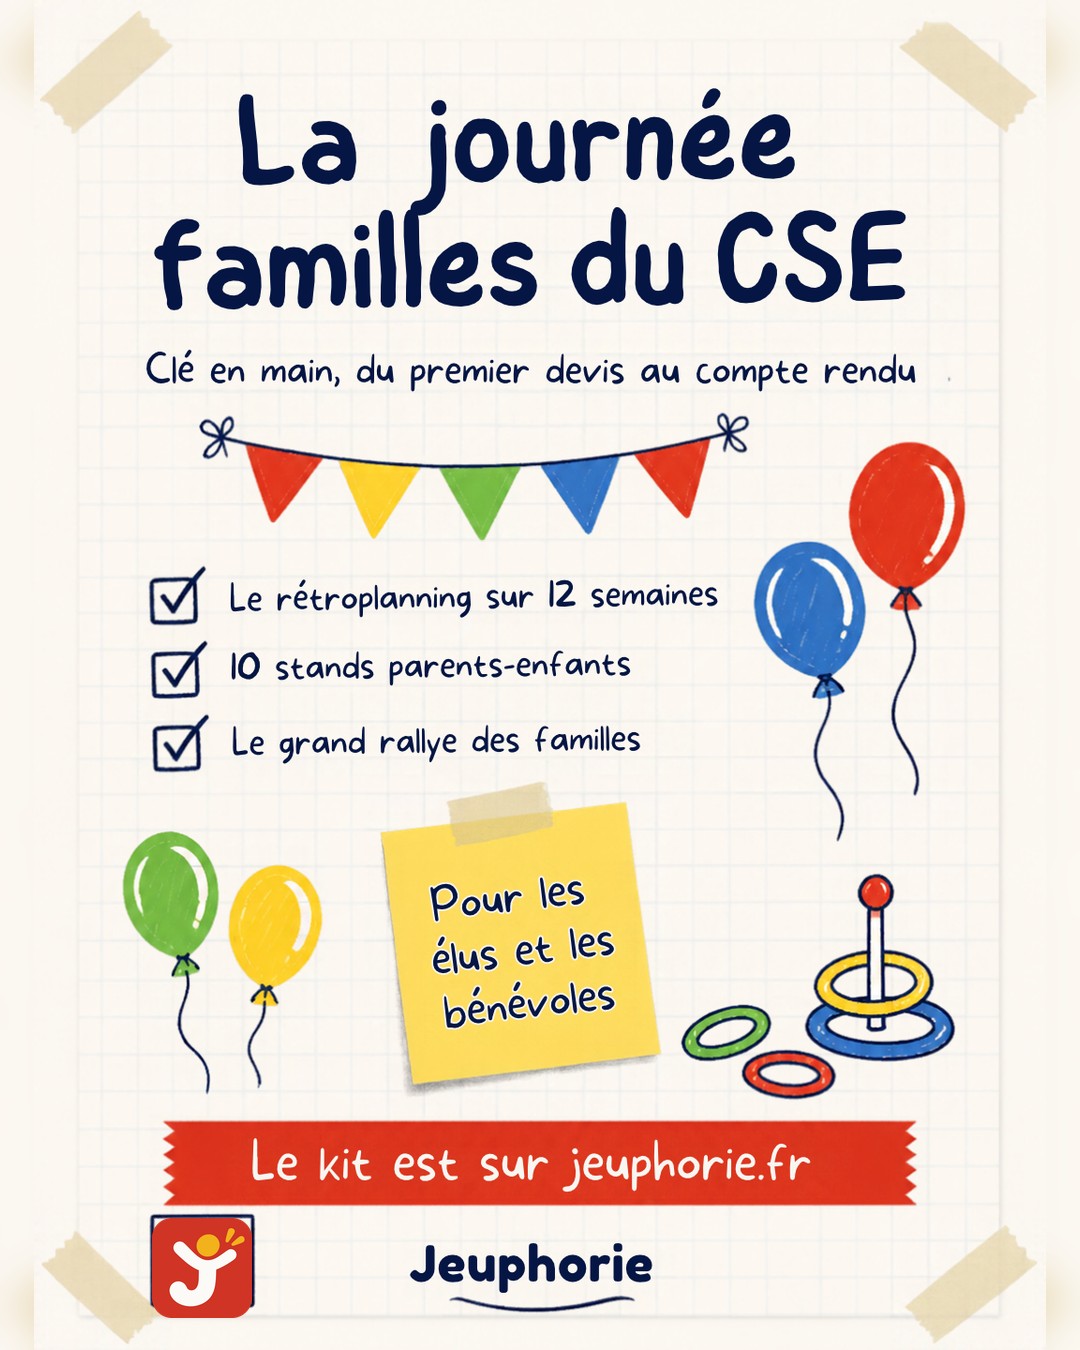 La journée
familles du CSE
Clé en main, du premier devis au compte rendu
Le rétroplanning sur 12 semaines
10 stands parents-enfants
Le grand rallye des familles
Pour les
élus et les
bénévoles
Le kit est sur jeuphorie.fr
Jeuphorie